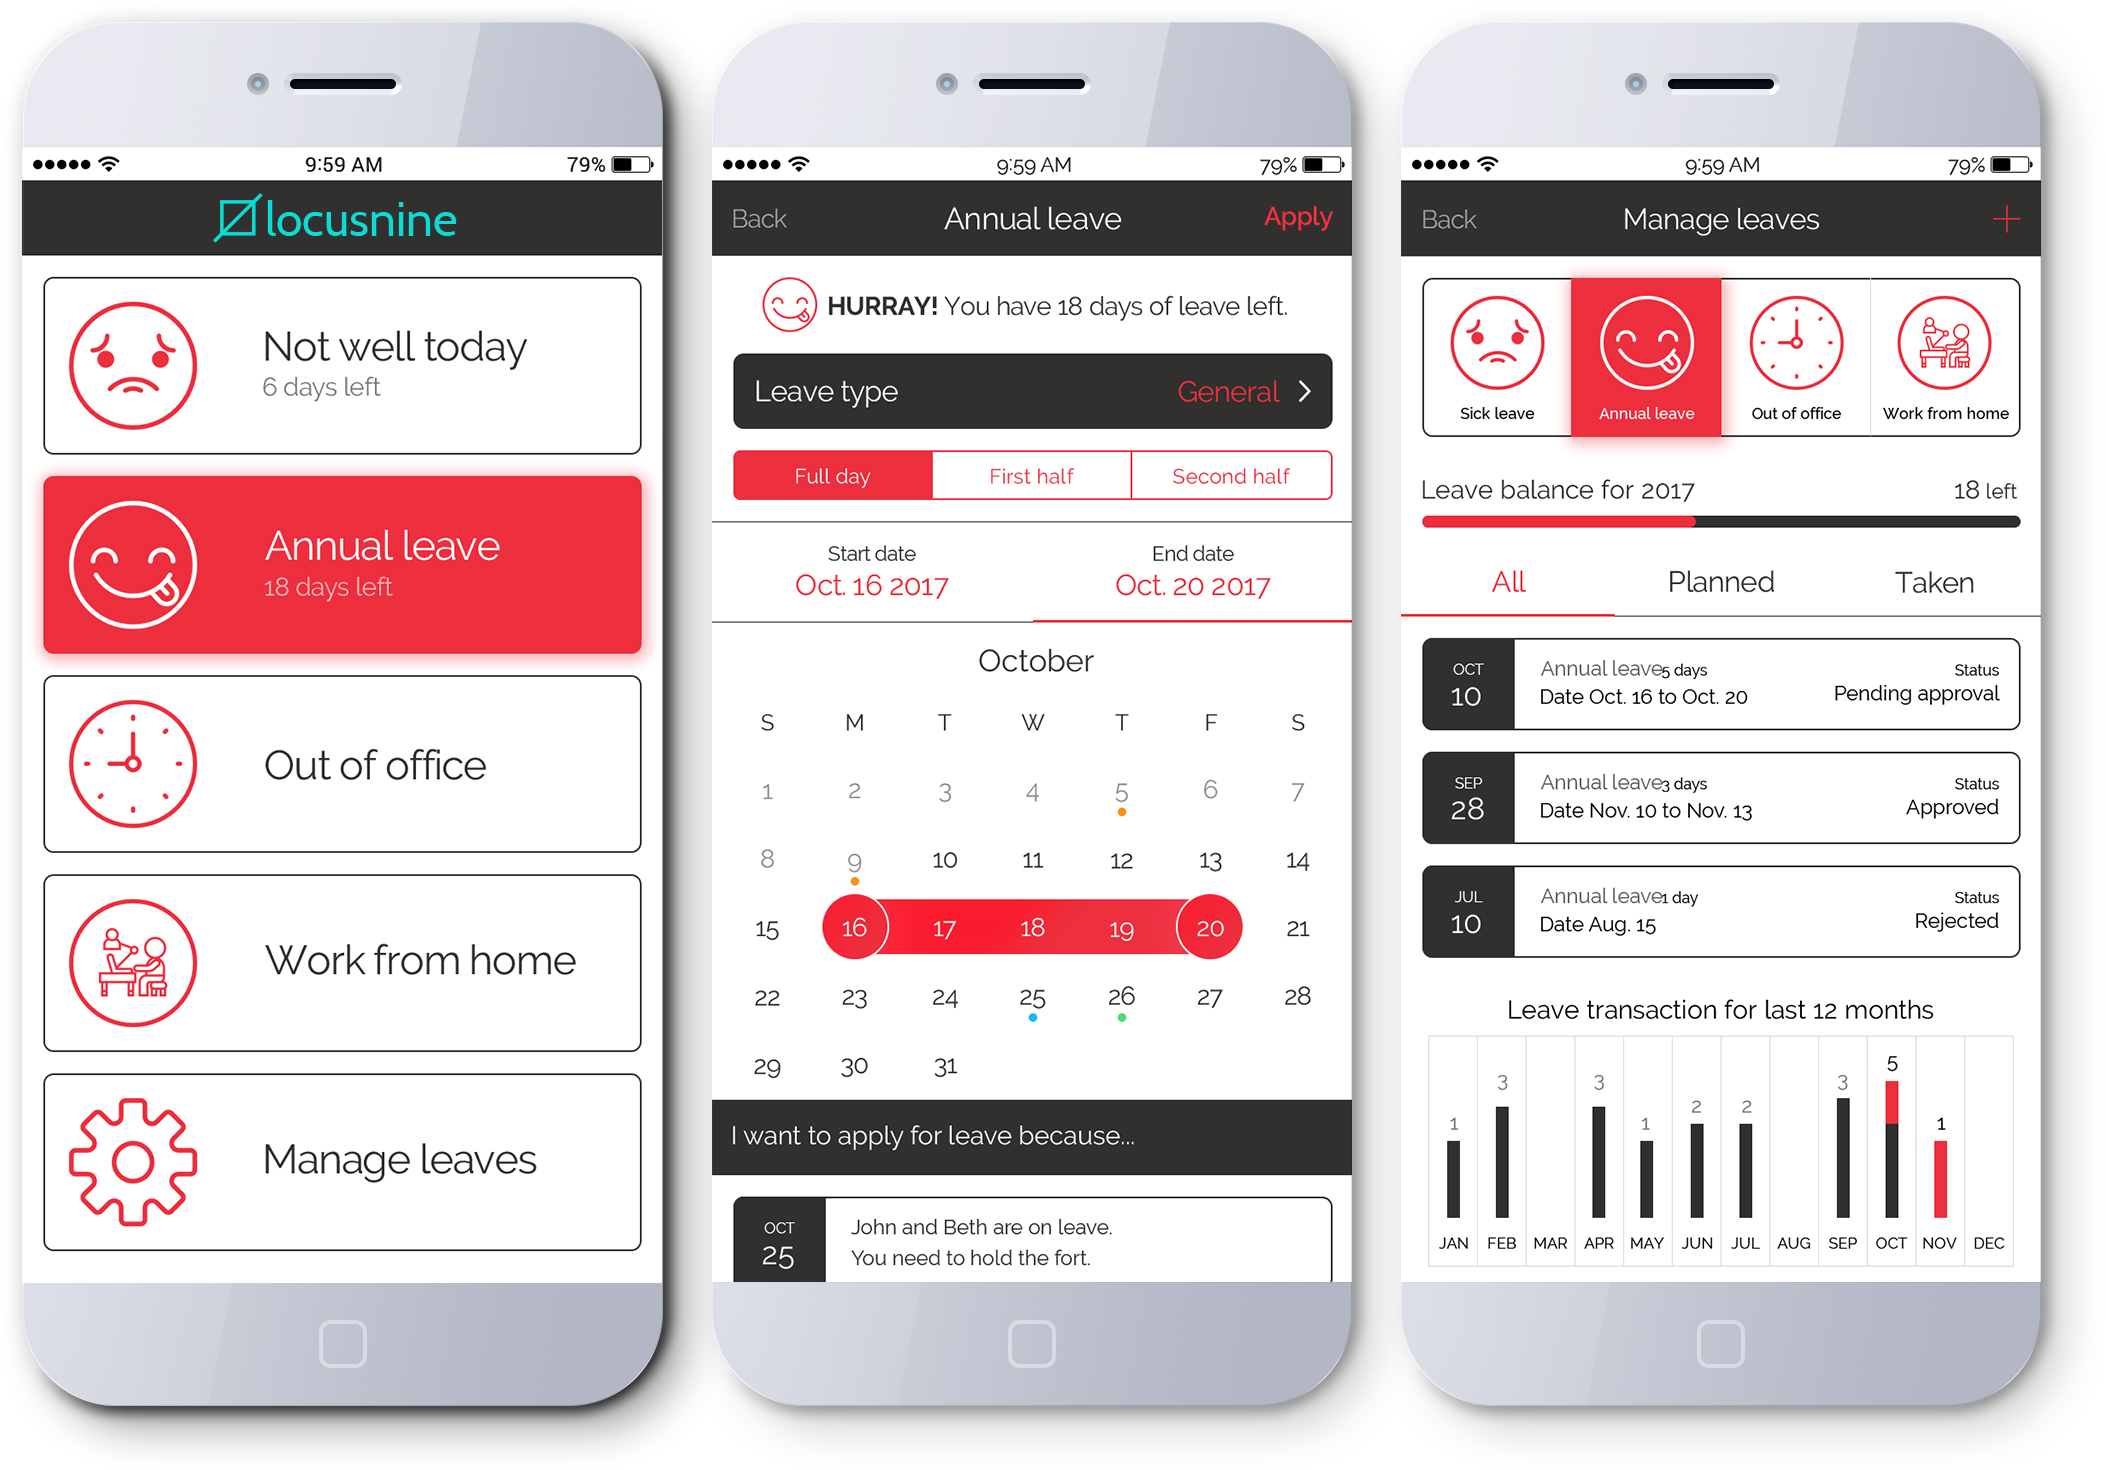 9:59 AM 79%
locusnine
Not well today
6 days left
Annual leave
18 days left
Out of office
Work from home
Manage leaves
9:59 AM 79%
Back Annual leave Apply
HURRAY! You have 18 days of leave left.
Leave type General
Full day First half Second half
Start date End date
Oct. 16 2017 Oct. 20 2017
October
S M T W T F S
1 2 3 4 5 6 7
8 9 10 11 12 13 14
15 16 17 18 19 20 21
22 23 24 25 26 27 28
29 30 31
I want to apply for leave because...
OCT
25
John and Beth are on leave.
You need to hold the fort.
9:59 AM 79%
Back Manage leaves +
Sick leave Annual leave Out of office Work from home
Leave balance for 2017 18 left
All Planned Taken
OCT
10
Annual leave 5 days
Date Oct. 16 to Oct. 20
Status
Pending approval
SEP
28
Annual leave 3 days
Date Nov. 10 to Nov. 13
Status
Approved
JUL
10
Annual leave 1 day
Date Aug. 15
Status
Rejected
Leave transaction for last 12 months
1 3 3 1 2 2 3 5 1
JAN FEB MAR APR MAY JUN JUL AUG SEP OCT NOV DEC